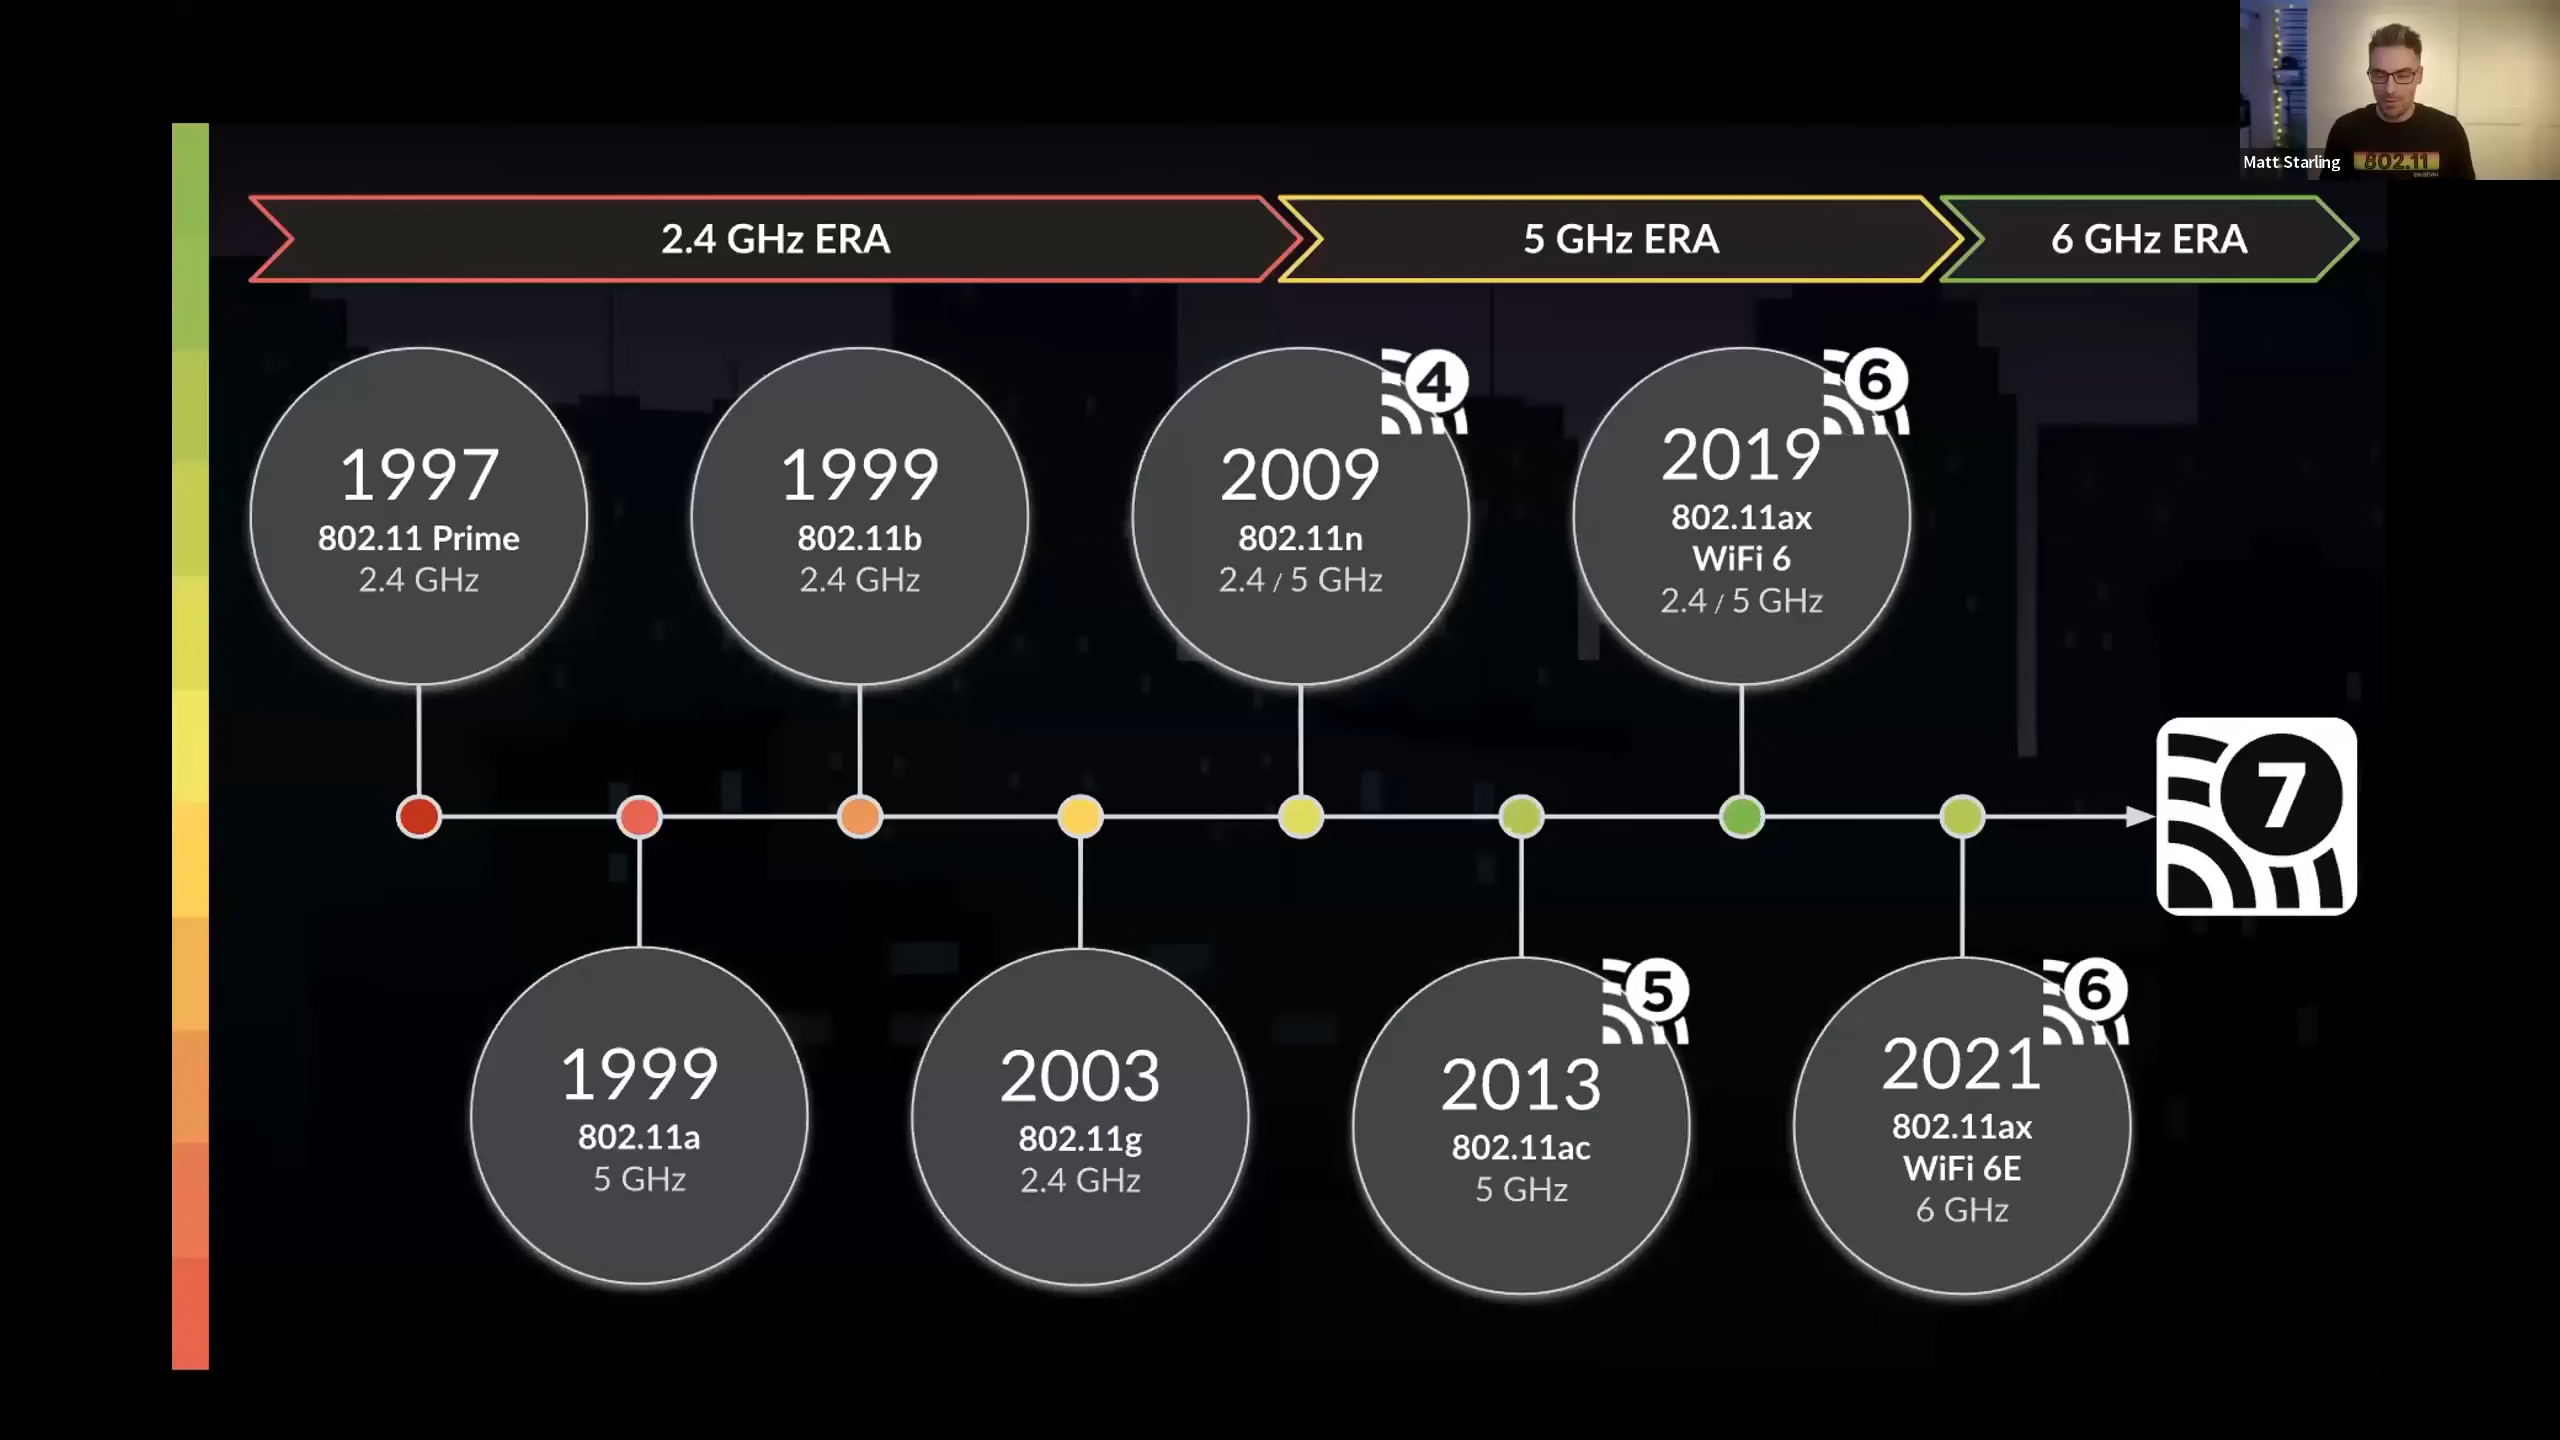 Matt Starling
802.11
2.4 GHz ERA
5 GHz ERA
6 GHz ERA
1997
802.11 Prime
2.4 GHz
1999
802.11b
2.4 GHz
4
2009
802.11n
2.4 / 5 GHz
6
2019
802.11ax
WiFi 6
2.4 / 5 GHz
7
1999
802.11a
5 GHz
2003
802.11g
2.4 GHz
5
2013
802.11ac
5 GHz
6
2021
802.11ax
WiFi 6E
6 GHz